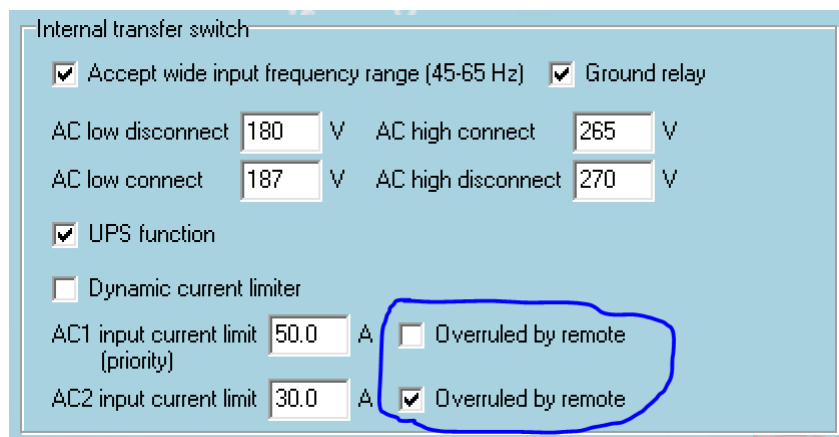 Internal transfer switch
Accept wide input frequency range (45-65 Hz) Ground relay
AC low disconnect 180 V AC high connect 265 V
AC low connect 187 V AC high disconnect 270 V
UPS function
Dynamic current limiter
AC1 input current limit 50.0 A Overruled by remote
(priority)
AC2 input current limit 30.0 A Overruled by remote